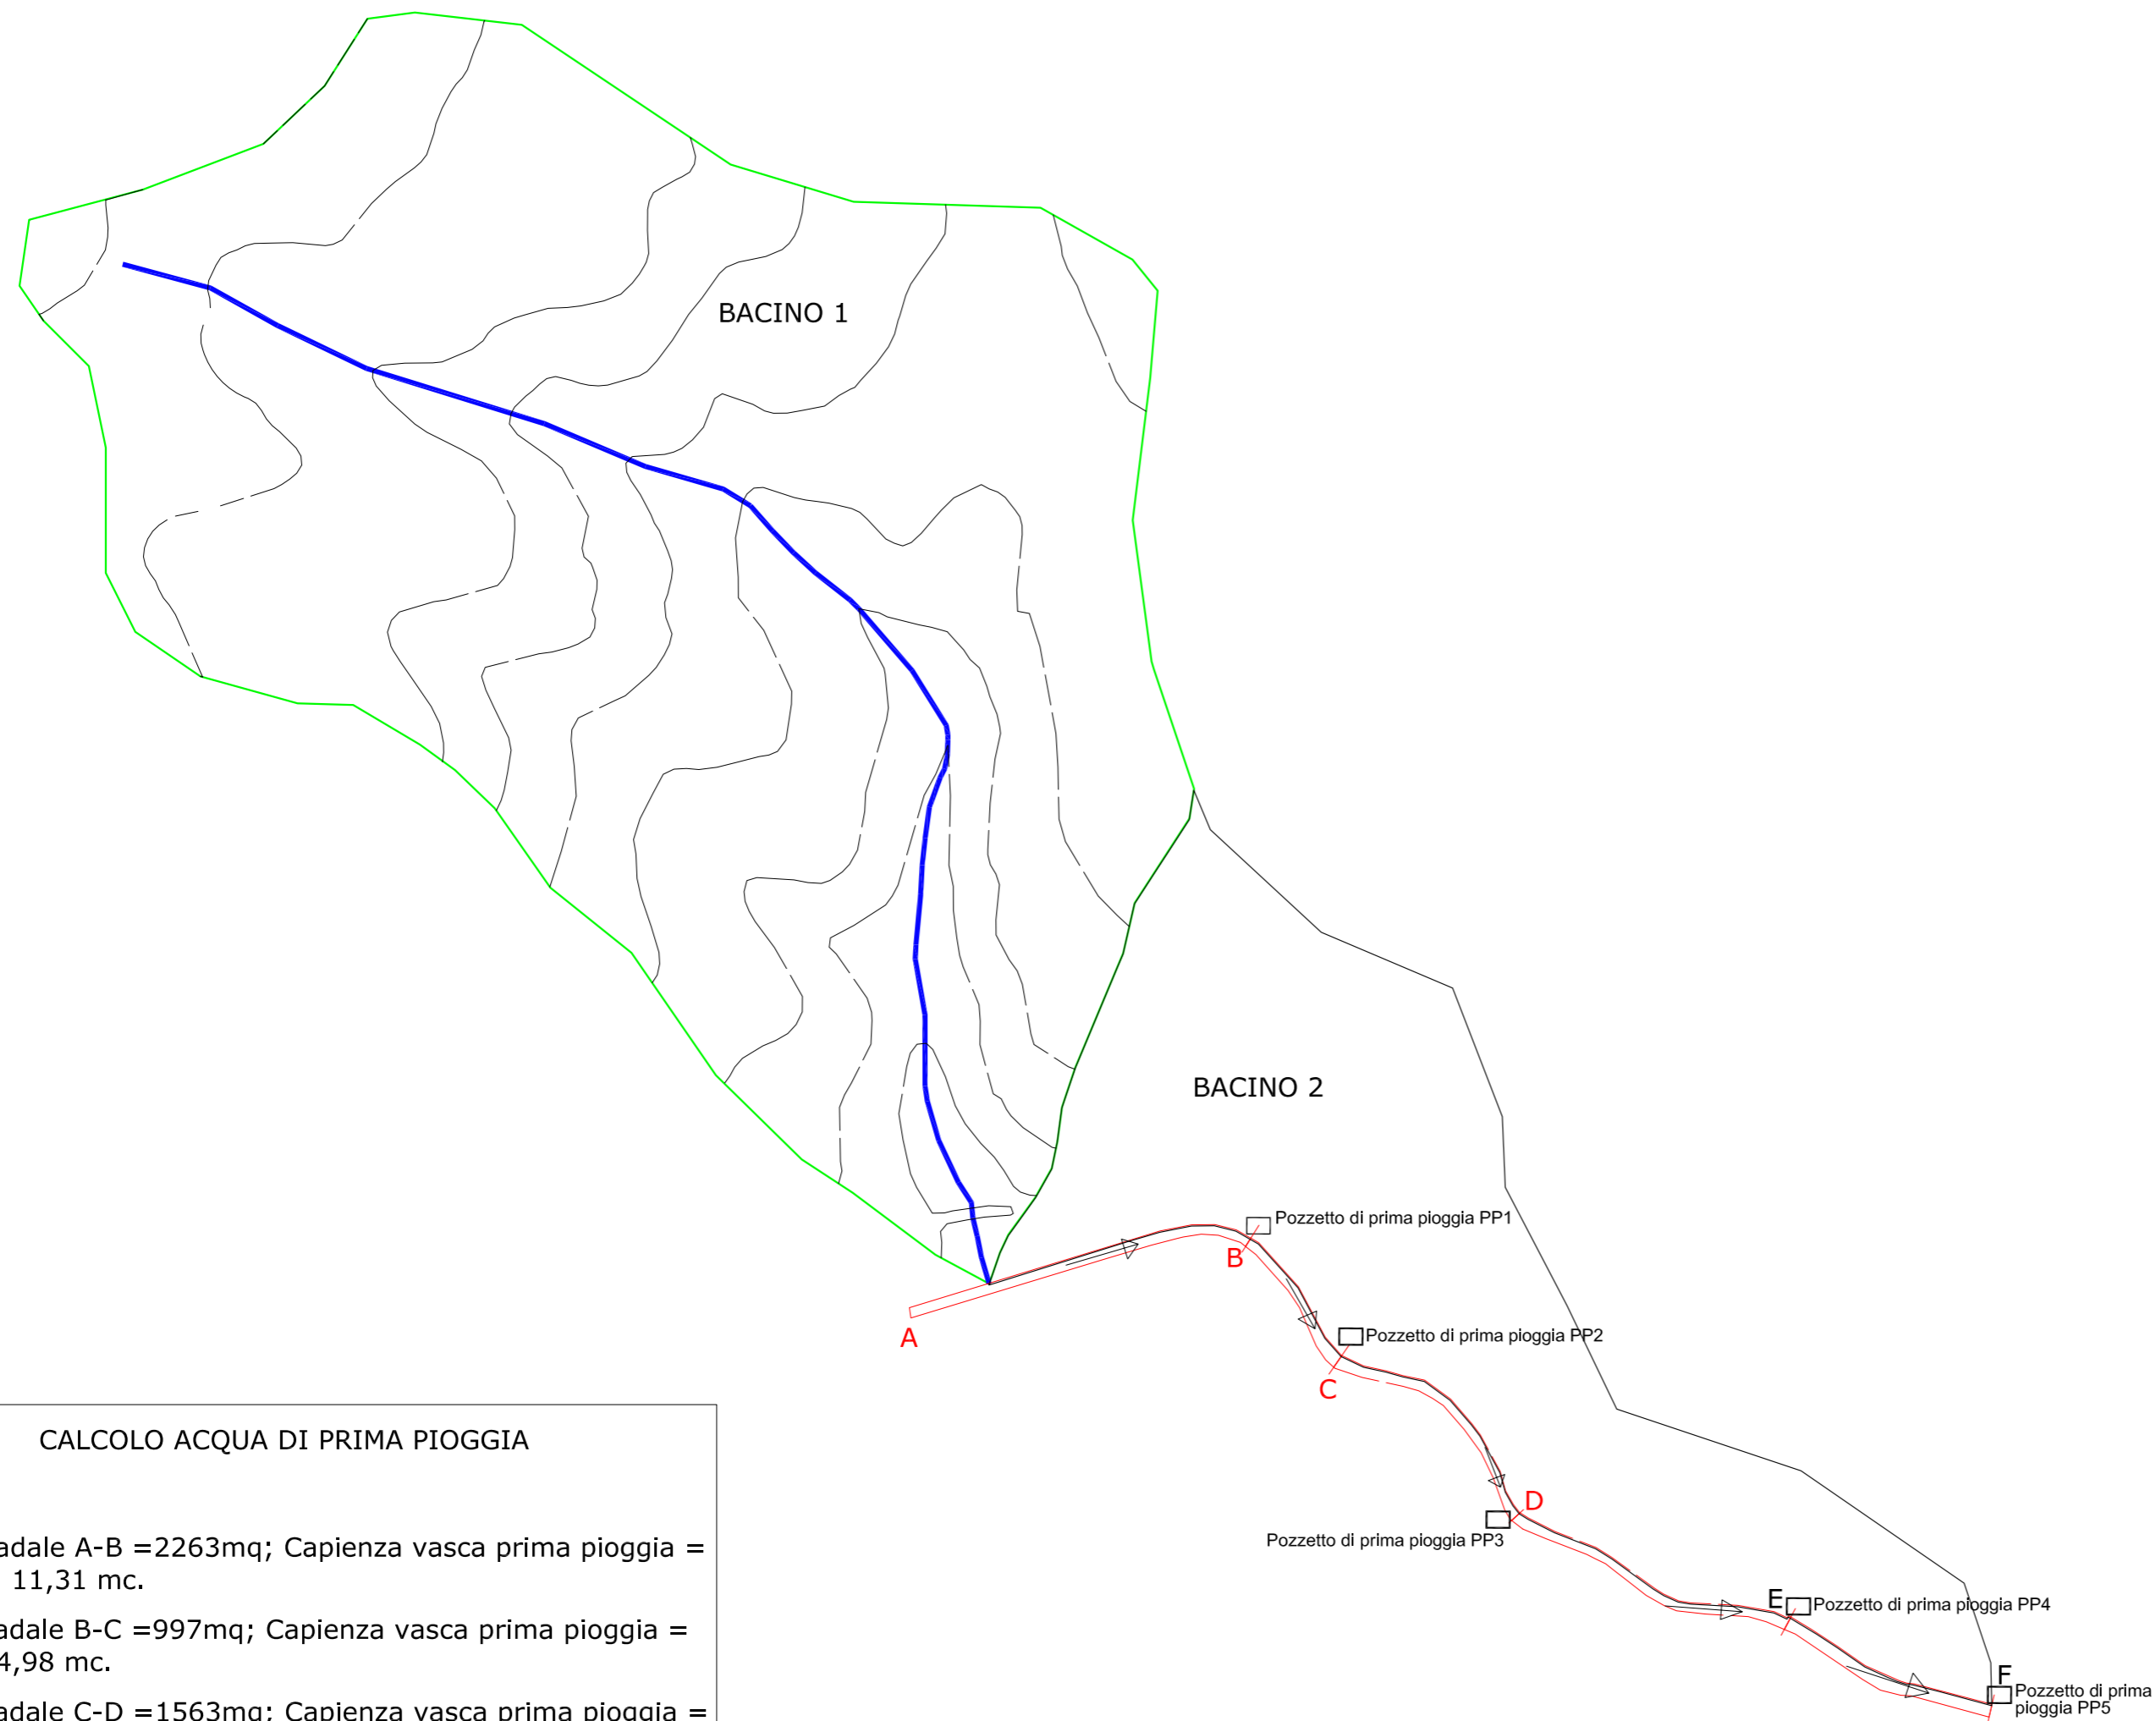 BACINO 1
BACINO 2
Pozzetto di prima pioggia PP1
B
A
Pozzetto di prima pioggia PP2
C
D
Pozzetto di prima pioggia PP3
E
Pozzetto di prima pioggia PP4
F
Pozzetto di prima
pioggia PP5
CALCOLO ACQUA DI PRIMA PIOGGIA
adale A-B =2263mq; Capienza vasca prima pioggia =
11,31 mc.
adale B-C =997mq; Capienza vasca prima pioggia =
4,98 mc.
adale C-D =1563mq; Capienza vasca prima pioggia =